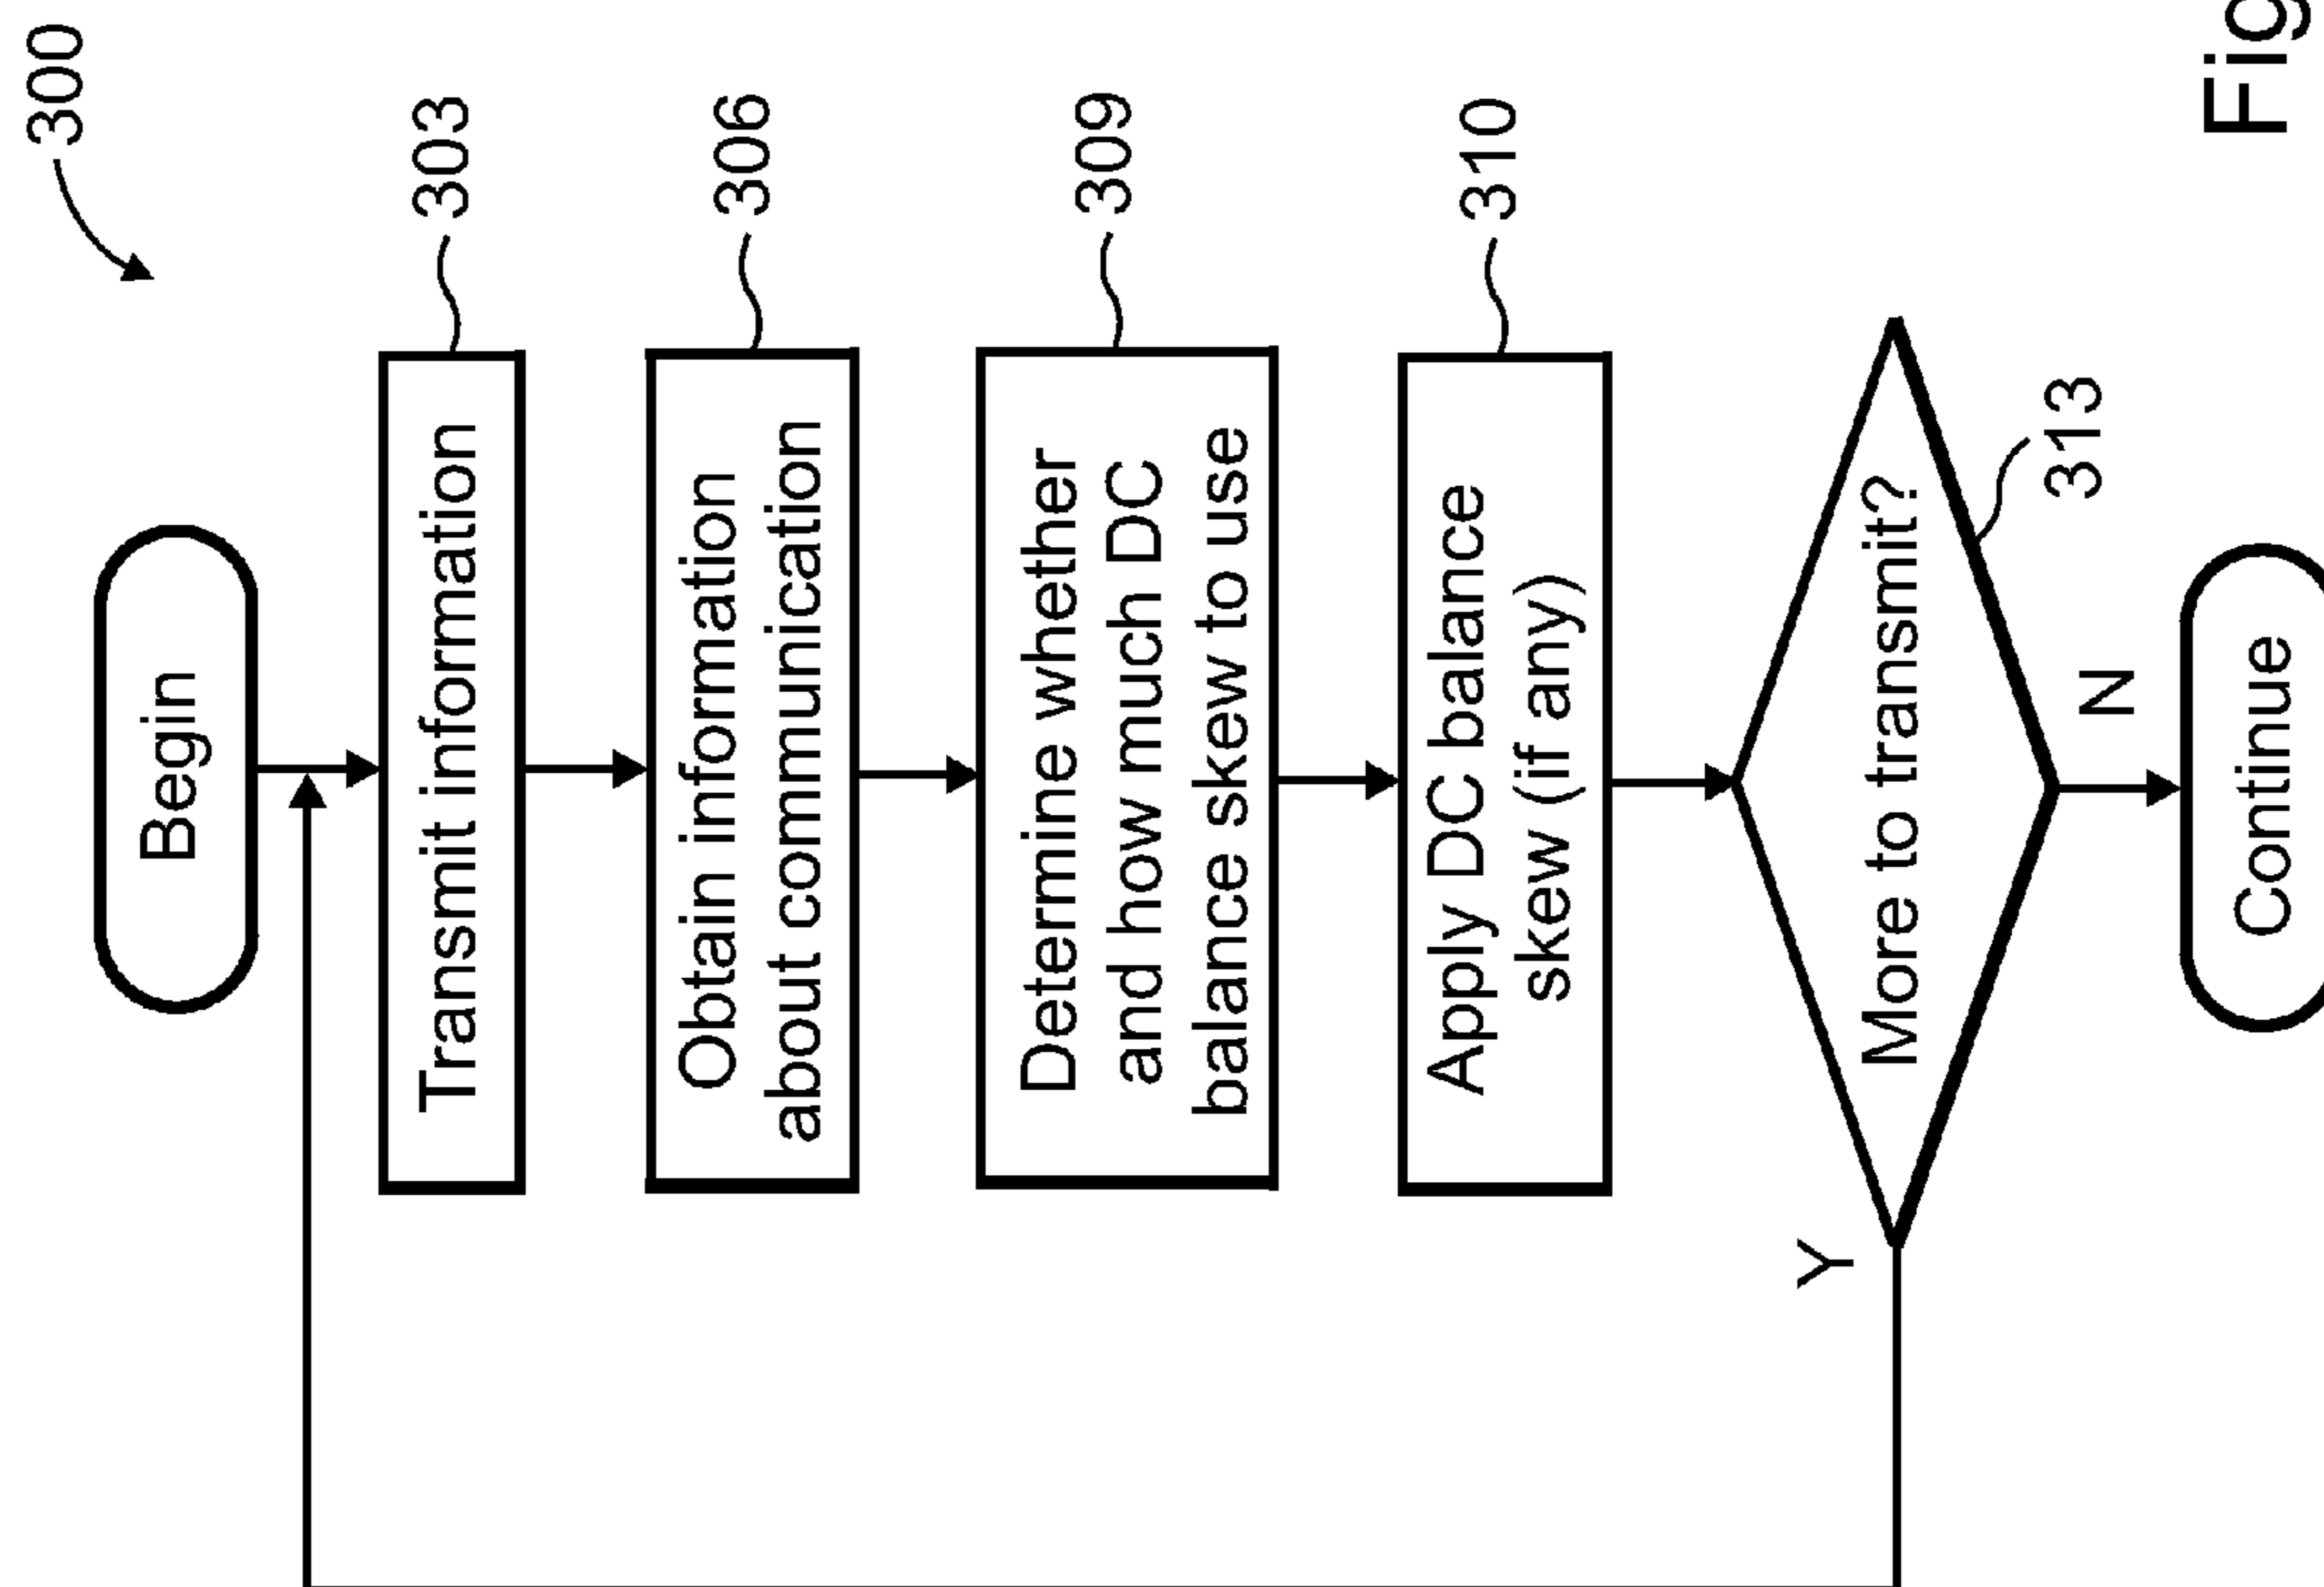 300
Begin
Transmit information
303
Obtain information
about communication
306
Determine whether
and how much DC
balance skew to use
309
Apply DC balance
skew (if any)
310
More to transmit?
313
Y
N
Continue
Fig